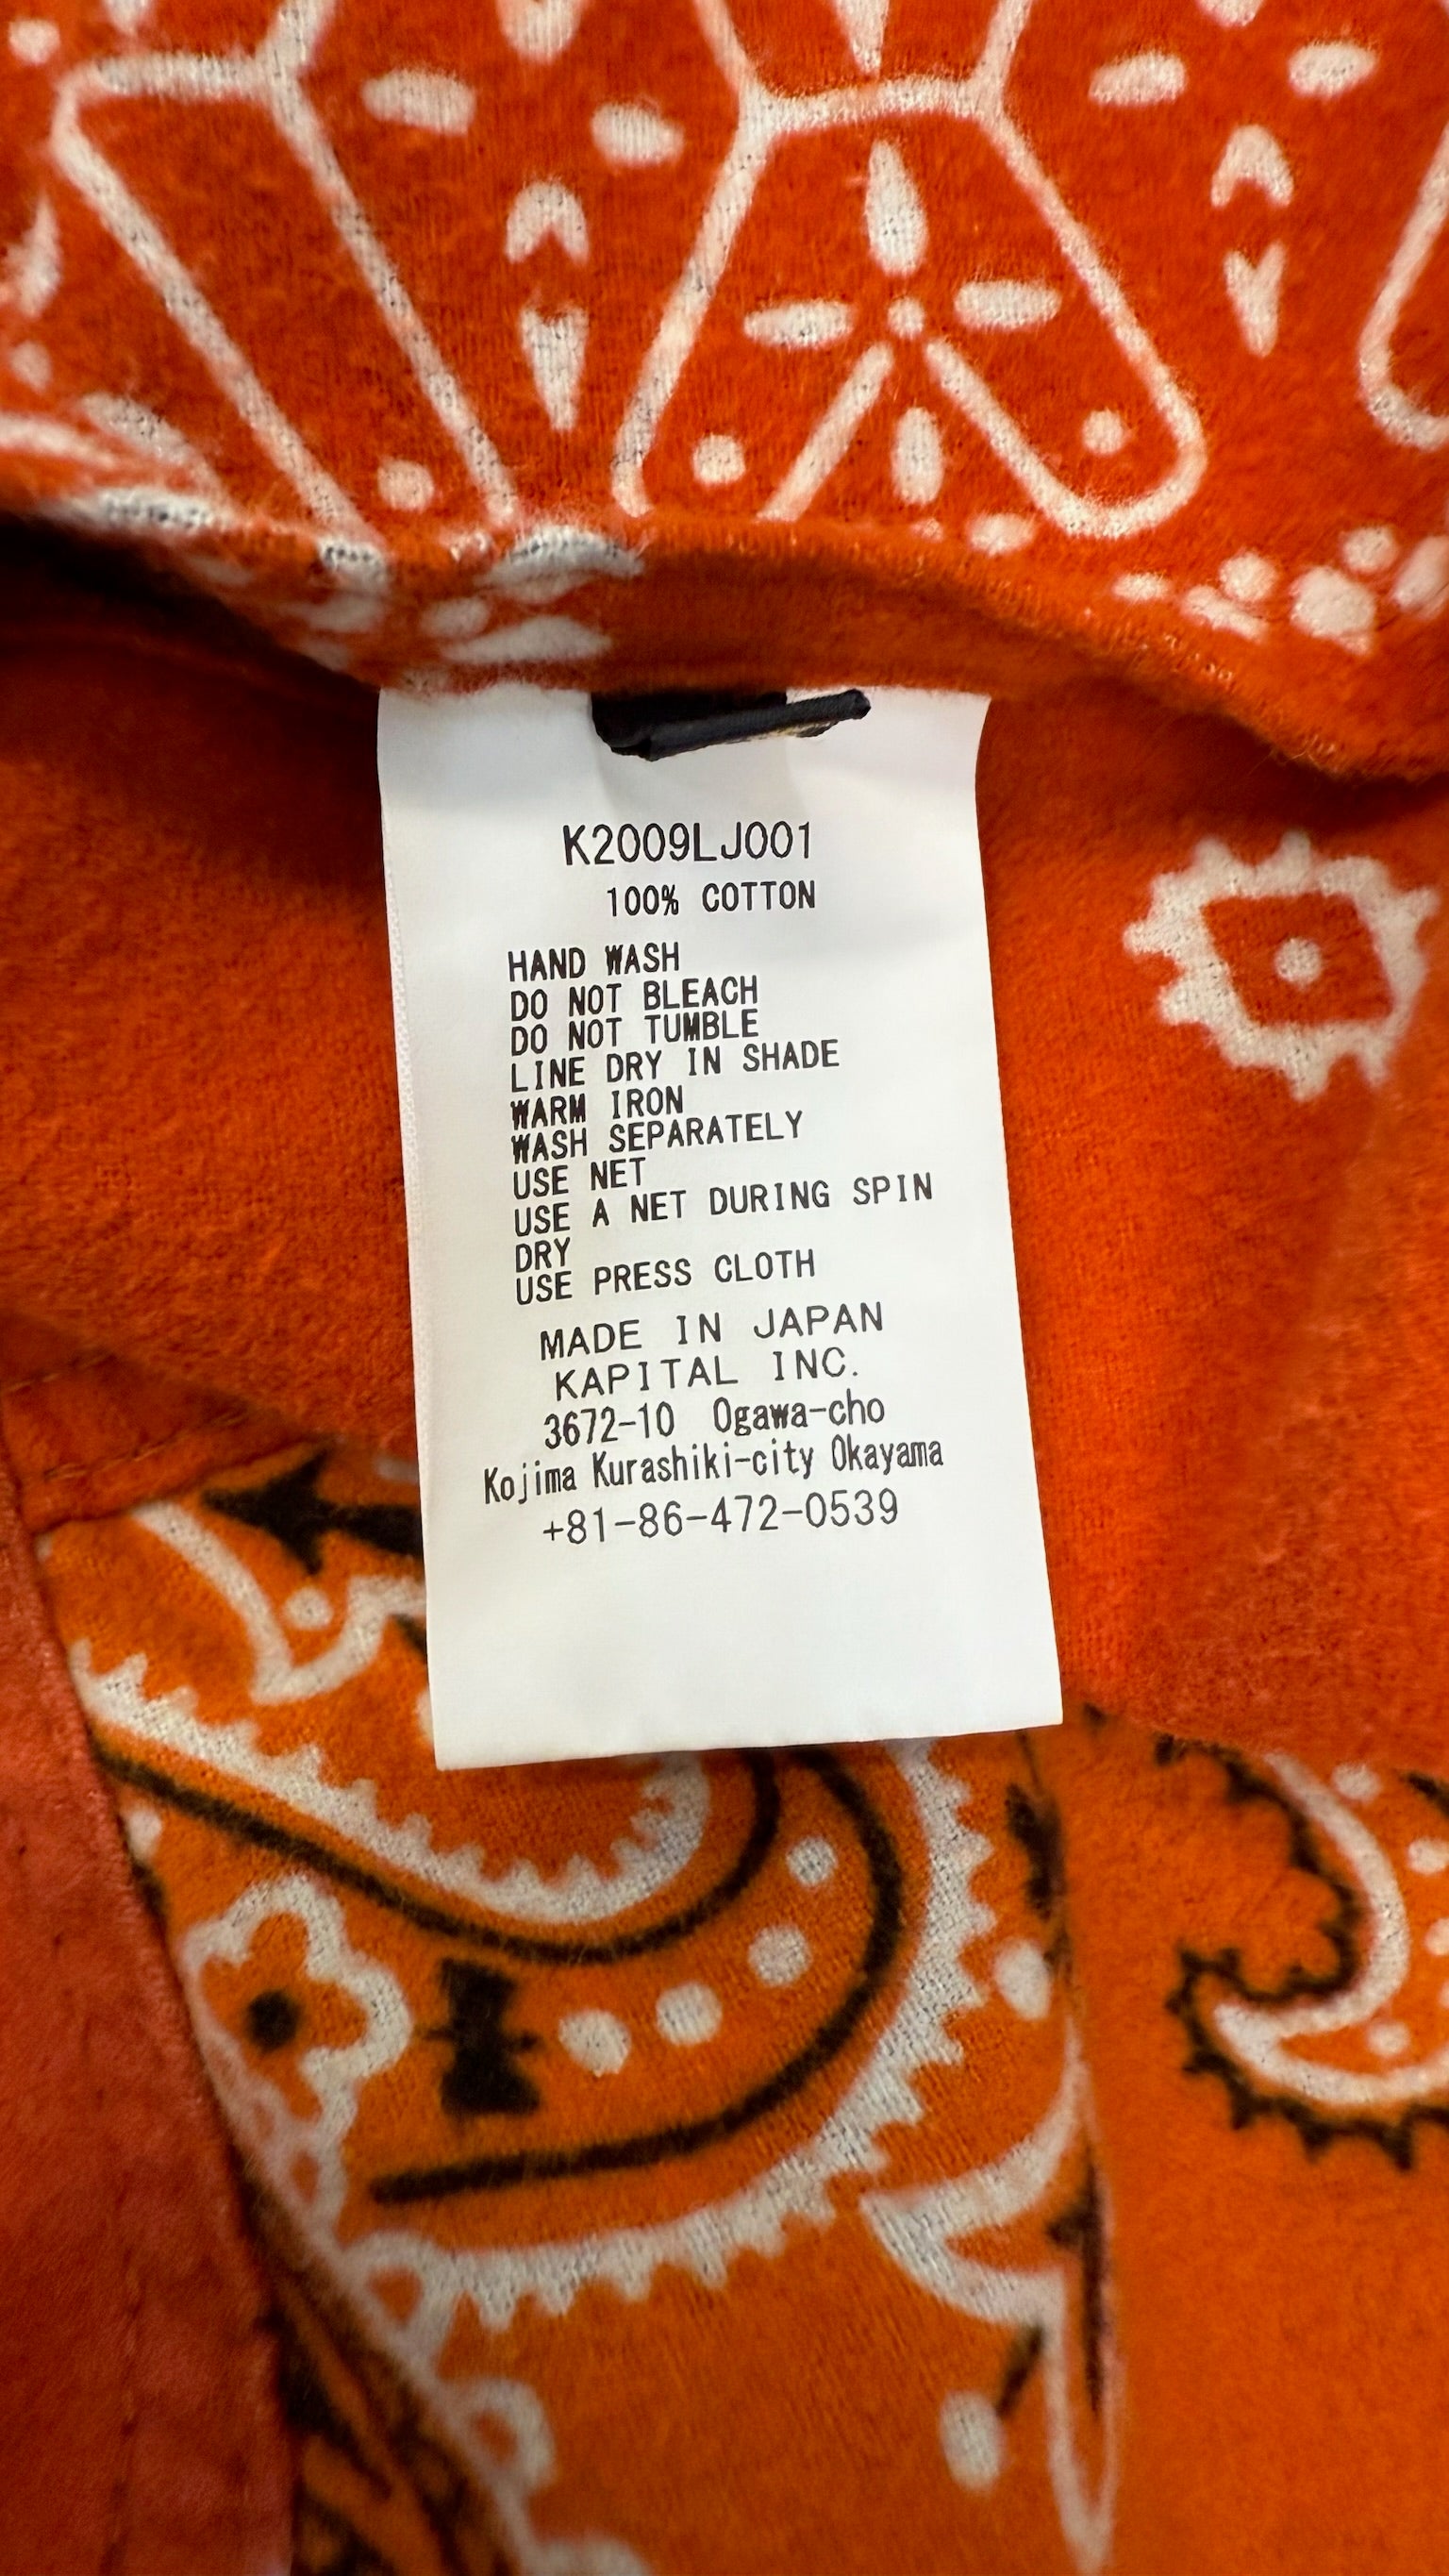 K2009LJ001
100% COTTON
HAND WASH
DO NOT BLEACH
DO NOT TUMBLE
LINE DRY IN SHADE
WARM IRON
WASH SEPARATELY
USE NET
USE A NET DURING SPIN
DRY
USE PRESS CLOTH
MADE IN JAPAN
KAPITAL INC.
3672-10 Ogawa-cho
Kojima Kurashiki-city Okayama
+81-86-472-0539